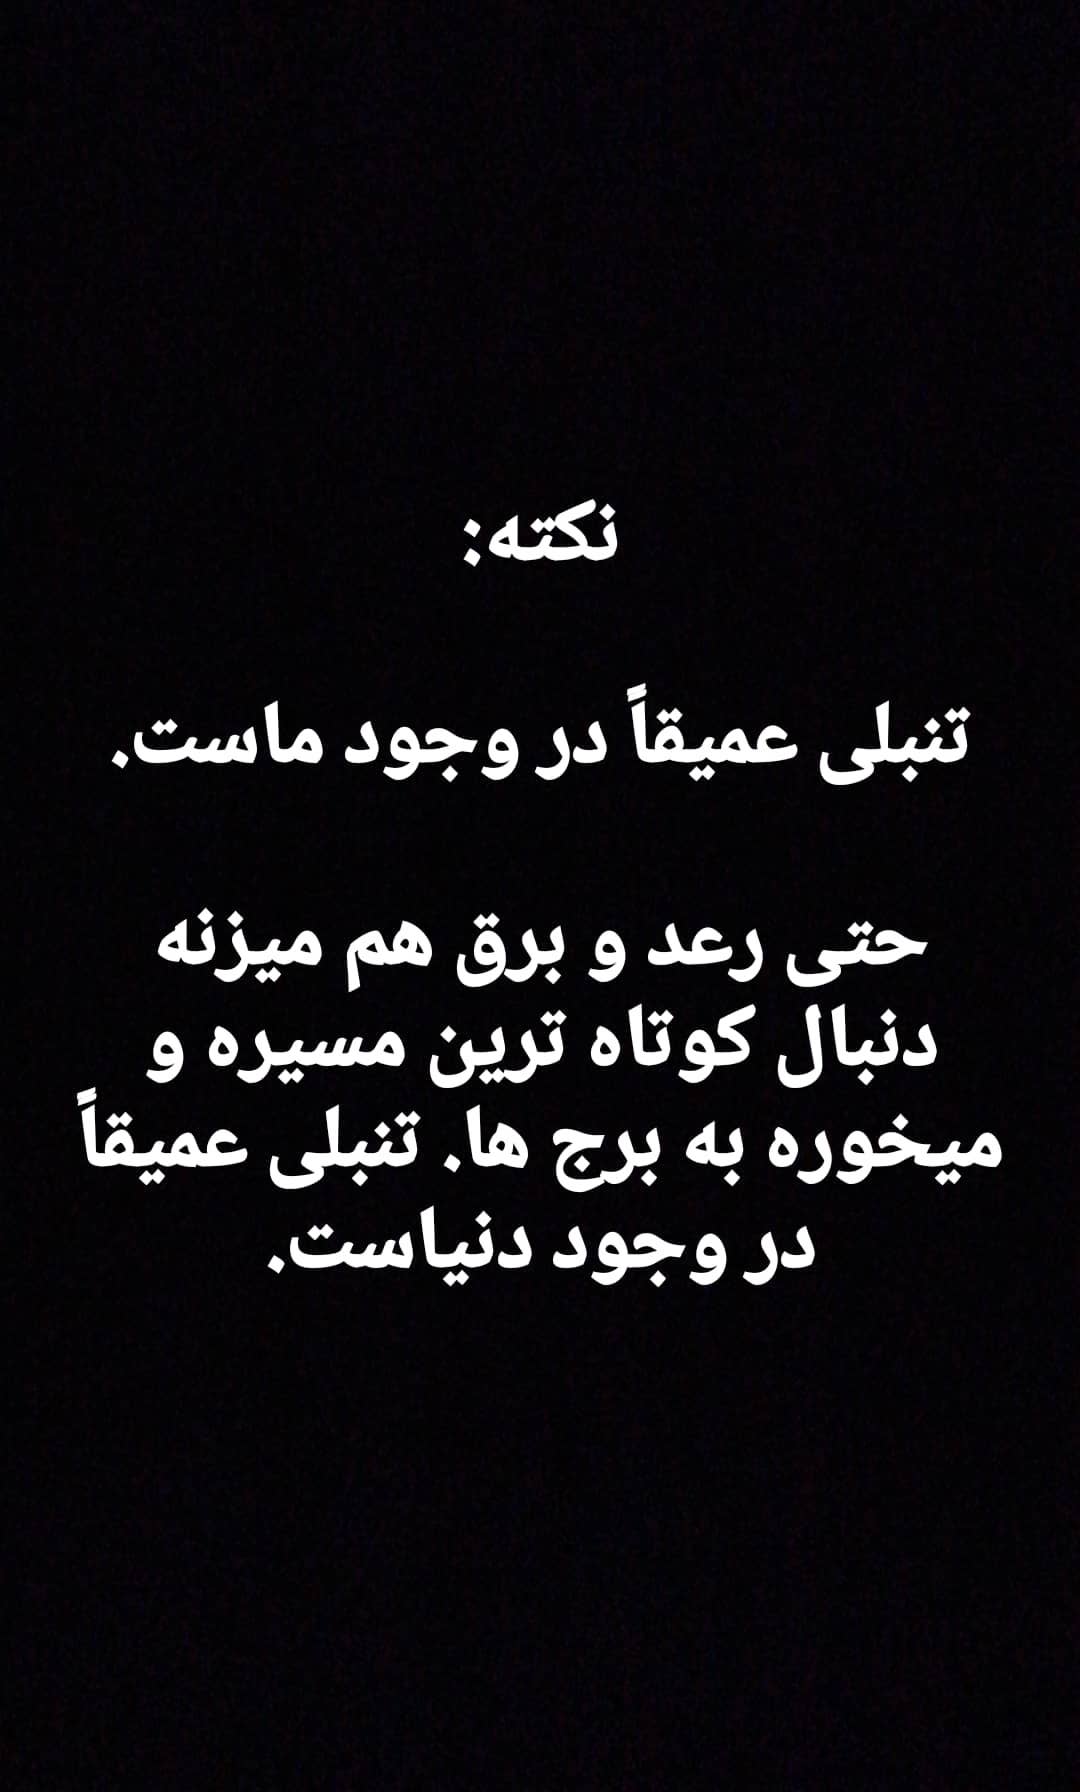 نکته:
تنبلی عمیقاً در وجود ماست.
حتی رعد و برق هم میزنه
دنبال کوتاه ترین مسیره و
میخوره به برج ها. تنبلی عمیقاً
در وجود دنیاست.